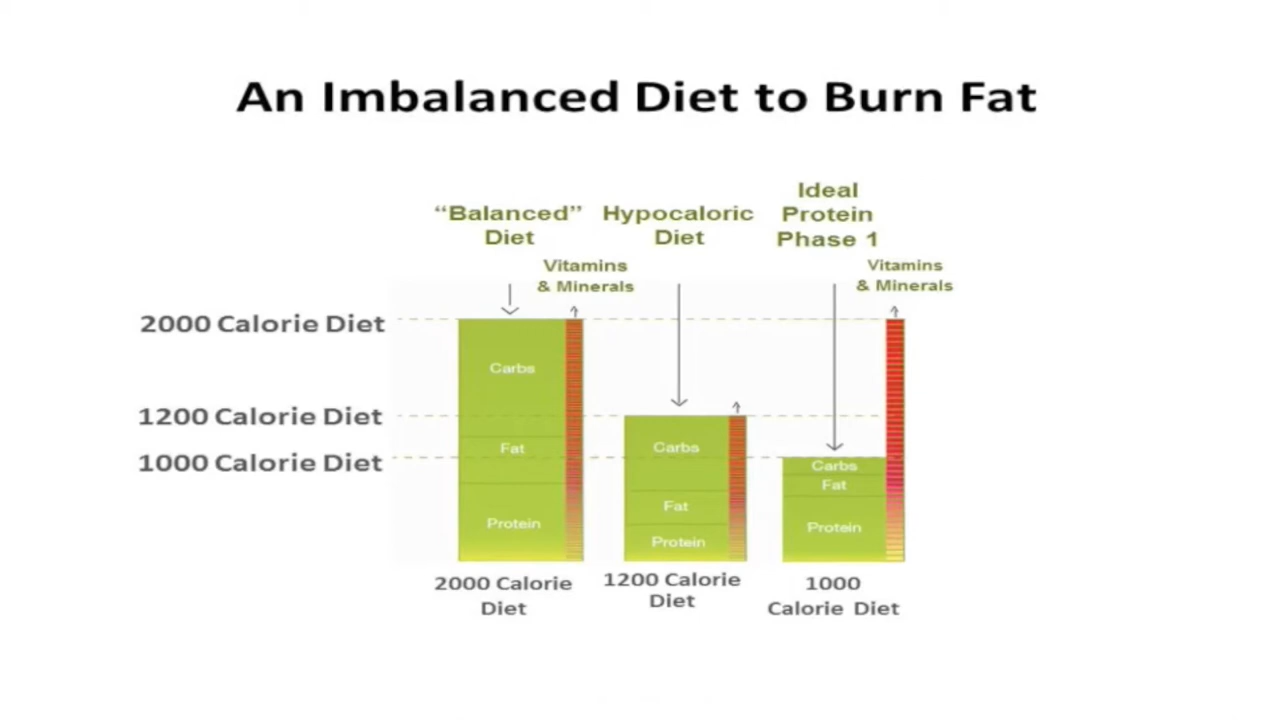 An Imbalanced Diet to Burn Fat
“Balanced”
Diet
Hypocaloric
Diet
Ideal
Protein
Phase 1
Vitamins
& Minerals
Vitamins
& Minerals
2000 Calorie Diet
1200 Calorie Diet
1000 Calorie Diet
Carbs
Fat
Protein
Carbs
Fat
Protein
Carbs
Fat
Protein
2000 Calorie
Diet
1200 Calorie
Diet
1000
Calorie Diet